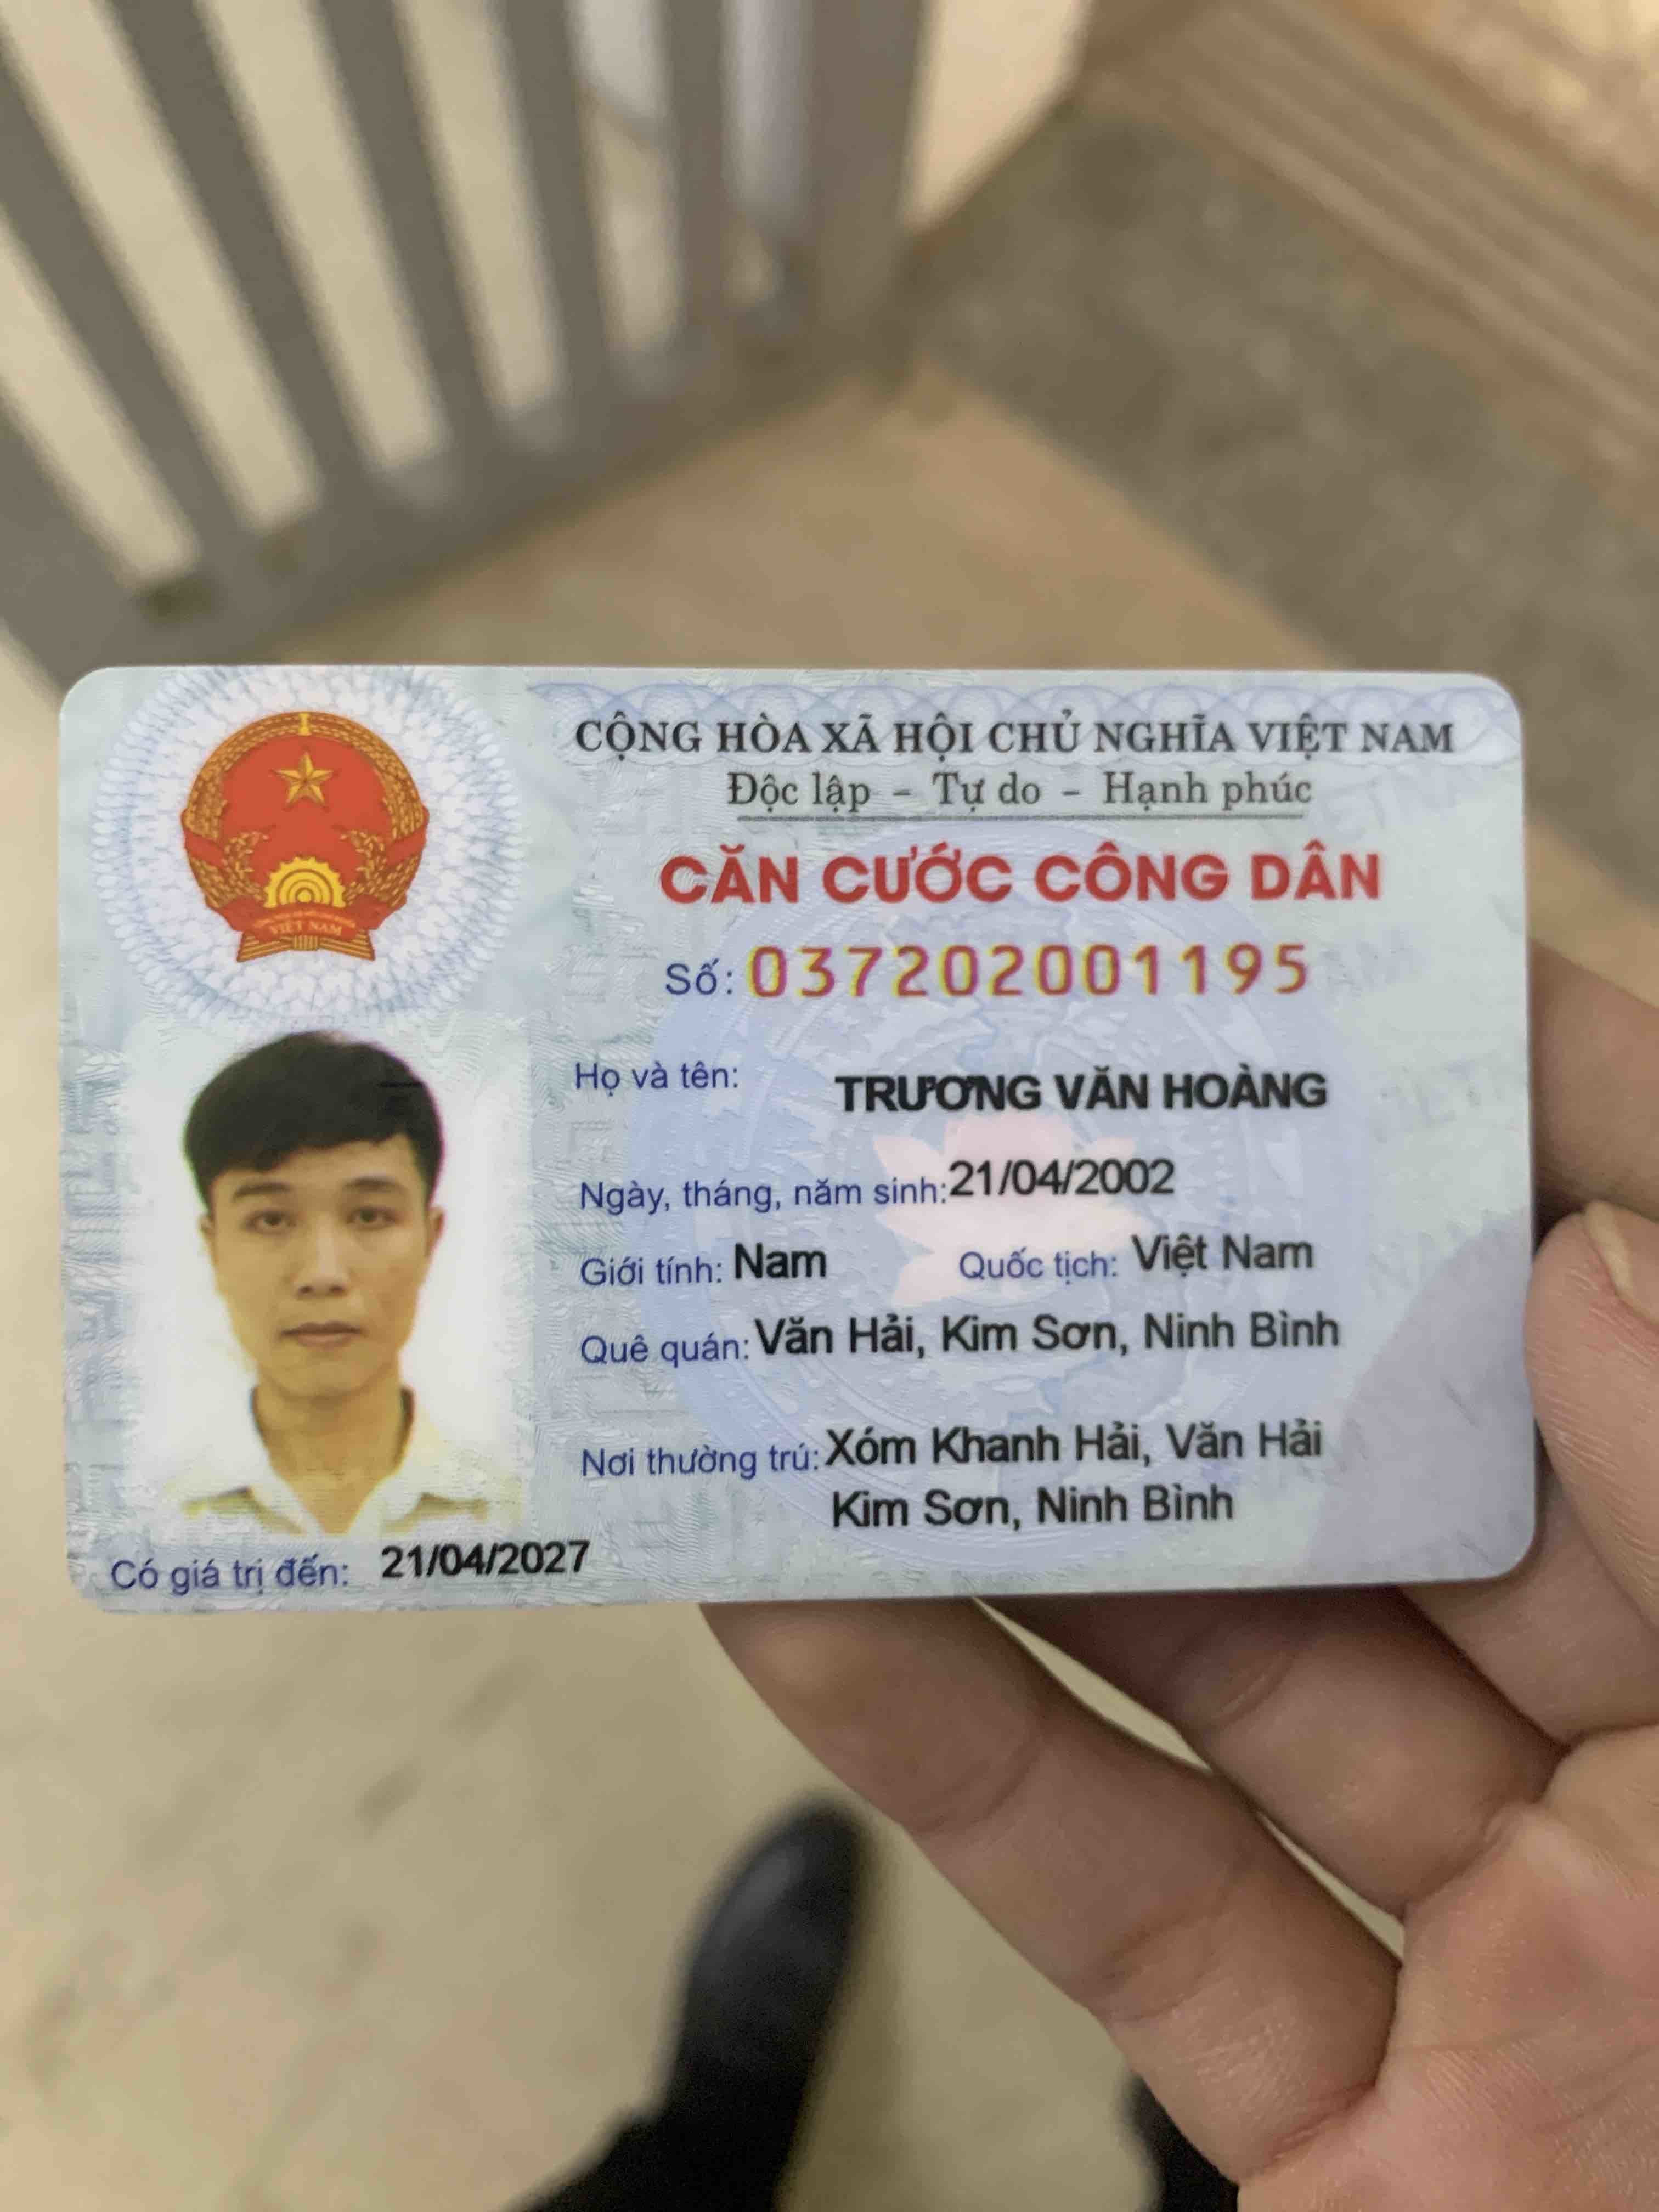 CỘNG HÒA XÃ HỘI CHỦ NGHĨA VIỆT NAM
Độc lập - Tự do - Hạnh phúc
CĂN CƯỚC CÔNG DÂN
Số: 037202001195
Họ và tên: TRƯƠNG VĂN HOÀNG
Ngày, tháng, năm sinh: 21/04/2002
Giới tính: Nam Quốc tịch: Việt Nam
Quê quán: Văn Hải, Kim Sơn, Ninh Bình
Nơi thường trú: Xóm Khanh Hải, Văn Hải
Kim Sơn, Ninh Bình
Có giá trị đến: 21/04/2027
VIỆT NAM